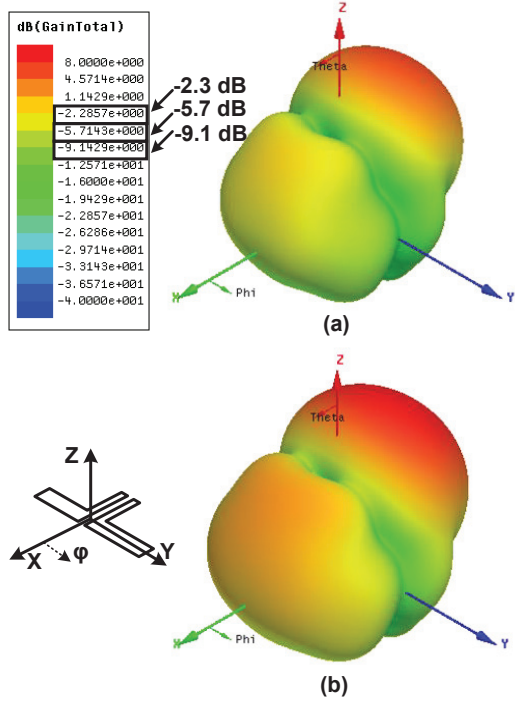 dB(GainTotal)
8.0000e+000
4.5714e+000
1.1429e+000
-2.2857e+000
-5.7143e+000
-9.1429e+000
-1.2571e+001
-1.6000e+001
-1.9429e+001
-2.2857e+001
-2.6286e+001
-2.9714e+001
-3.3143e+001
-3.6571e+001
-4.0000e+001
-2.3 dB
-5.7 dB
-9.1 dB
Z
Theta
X
Phi
Y
(a)
Z
Theta
Z
X
φ
Y
X
Phi
Y
(b)